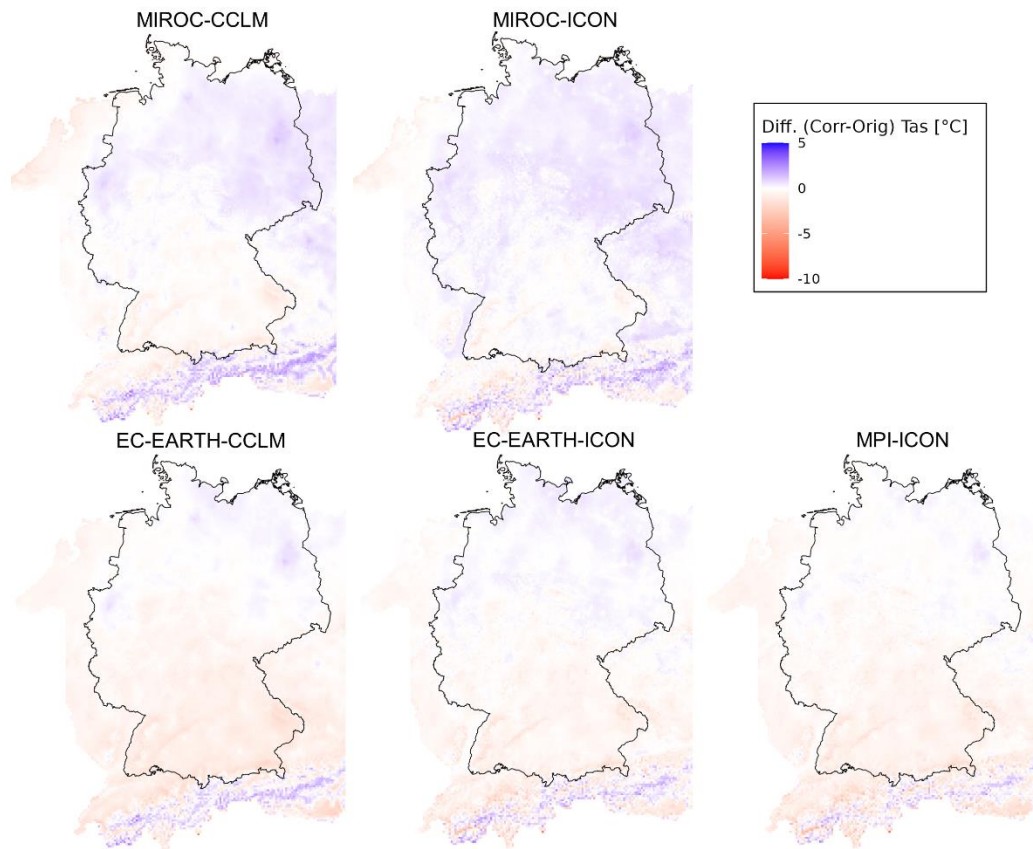 MIROC-CCLM
MIROC-ICON
Diff. (Corr-Orig) Tas [°C]
5
0
-5
-10
EC-EARTH-CCLM
EC-EARTH-ICON
MPI-ICON